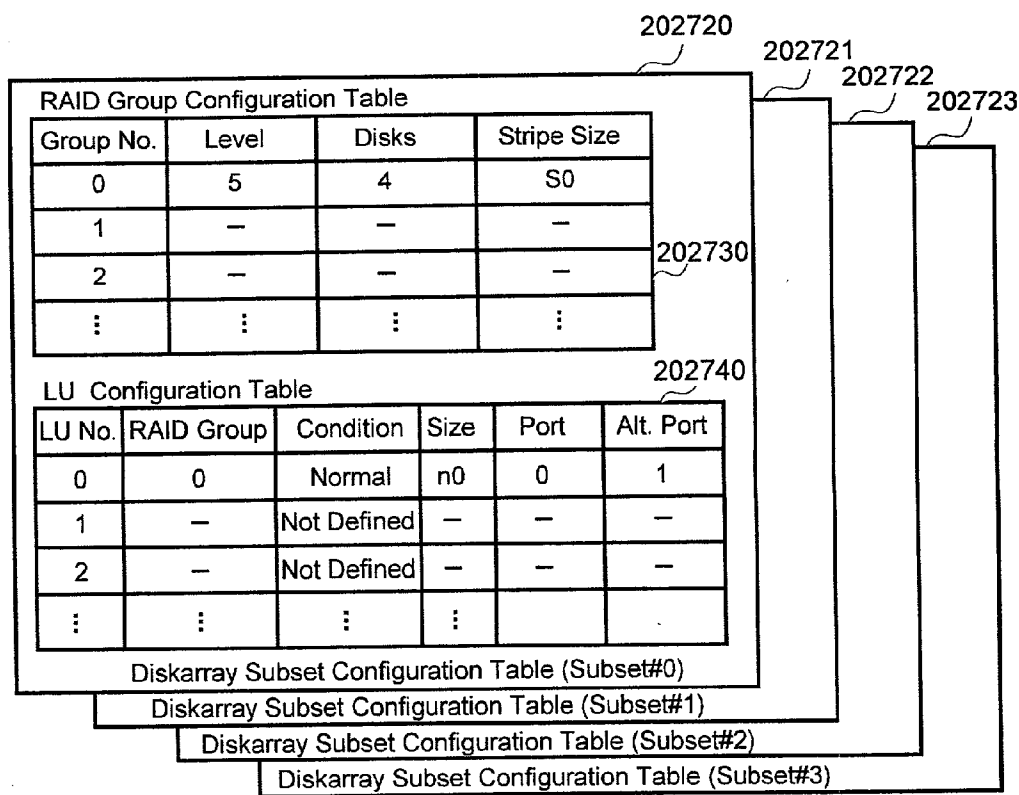 202720
202721
202722
202723
RAID Group Configuration Table
Group No. Level Disks Stripe Size
0 5 4 S0
1 – – –
2 – – –
⋮ ⋮ ⋮ ⋮
202730
LU Configuration Table
202740
LU No. RAID Group Condition Size Port Alt. Port
0 0 Normal n0 0 1
1 – Not Defined – – –
2 – Not Defined – – –
⋮ ⋮ ⋮ ⋮
Diskarray Subset Configuration Table (Subset#0)
Diskarray Subset Configuration Table (Subset#1)
Diskarray Subset Configuration Table (Subset#2)
Diskarray Subset Configuration Table (Subset#3)